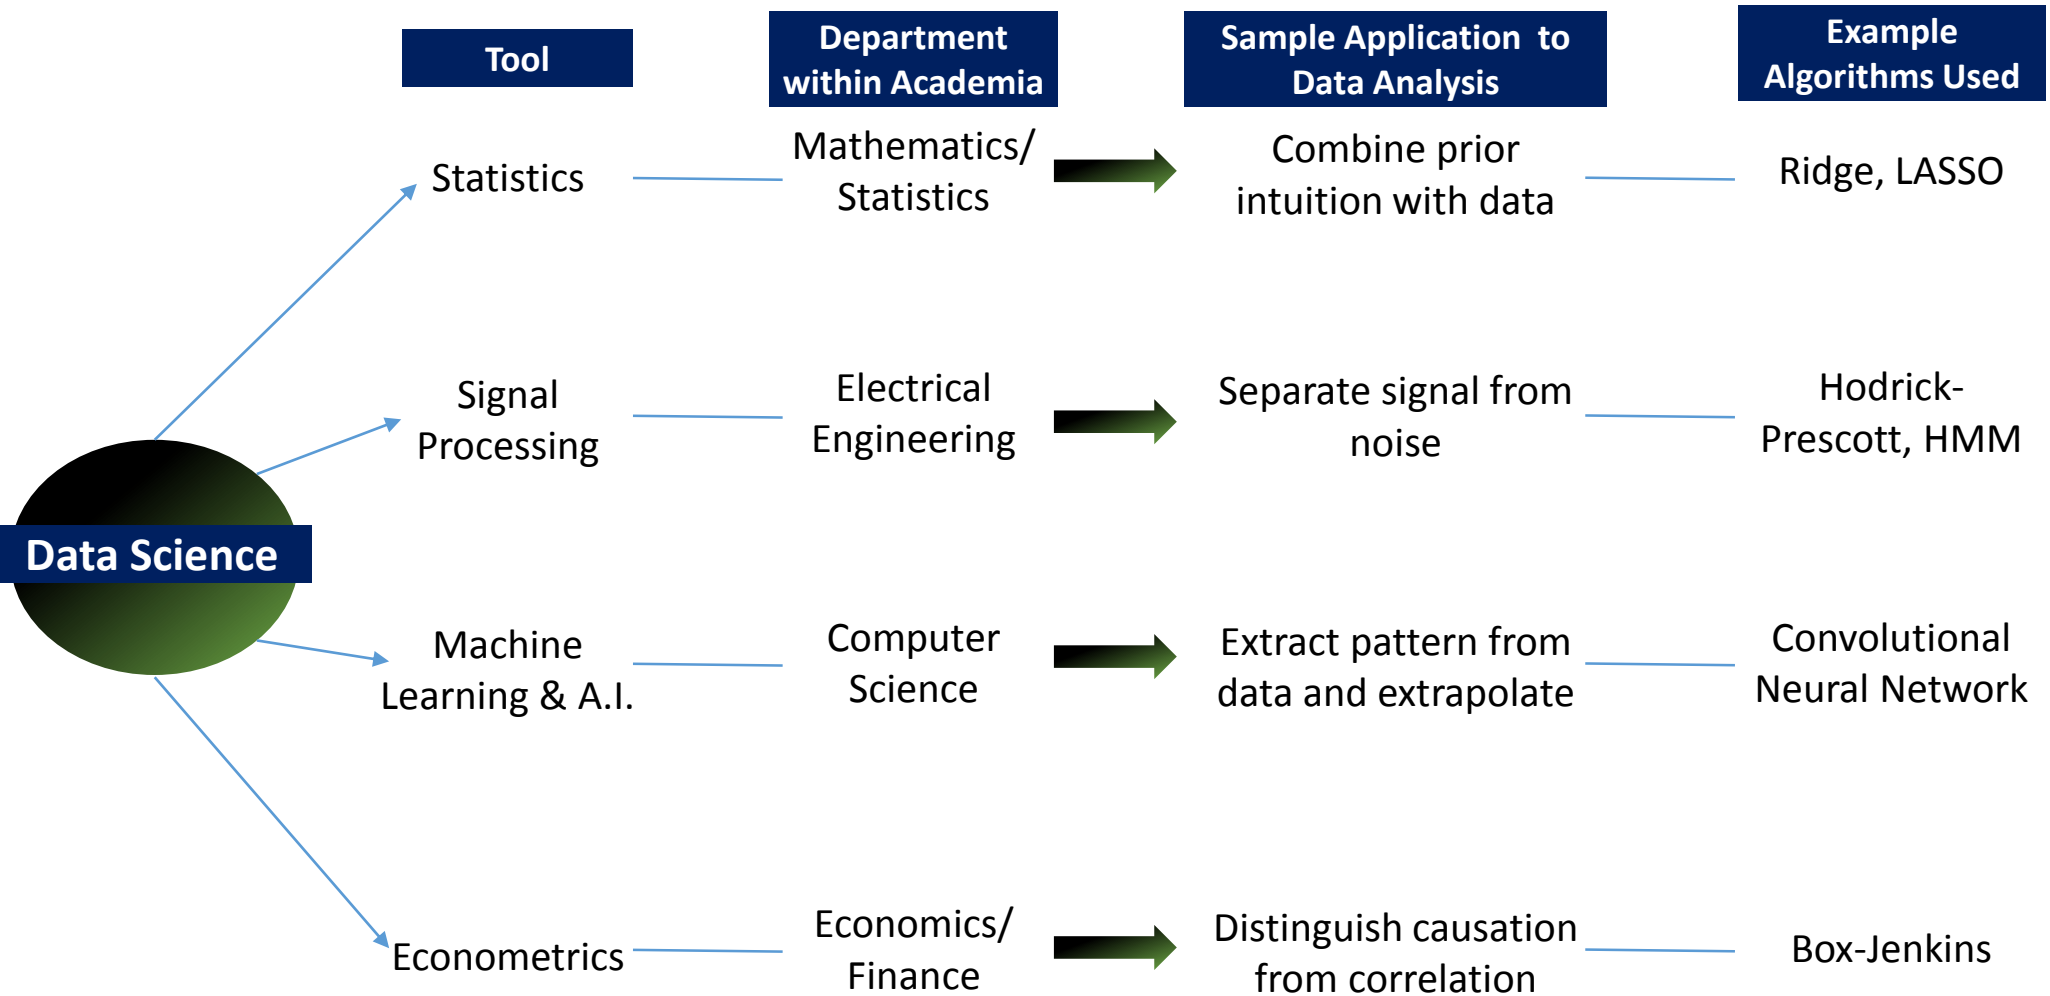 Tool
Department
within Academia
Sample Application to
Data Analysis
Example
Algorithms Used
Statistics
Mathematics/
Statistics
Combine prior
intuition with data
Ridge, LASSO
Signal
Processing
Electrical
Engineering
Separate signal from
noise
Hodrick-
Prescott, HMM
Data Science
Machine
Learning & A.I.
Computer
Science
Extract pattern from
data and extrapolate
Convolutional
Neural Network
Econometrics
Economics/
Finance
Distinguish causation
from correlation
Box-Jenkins